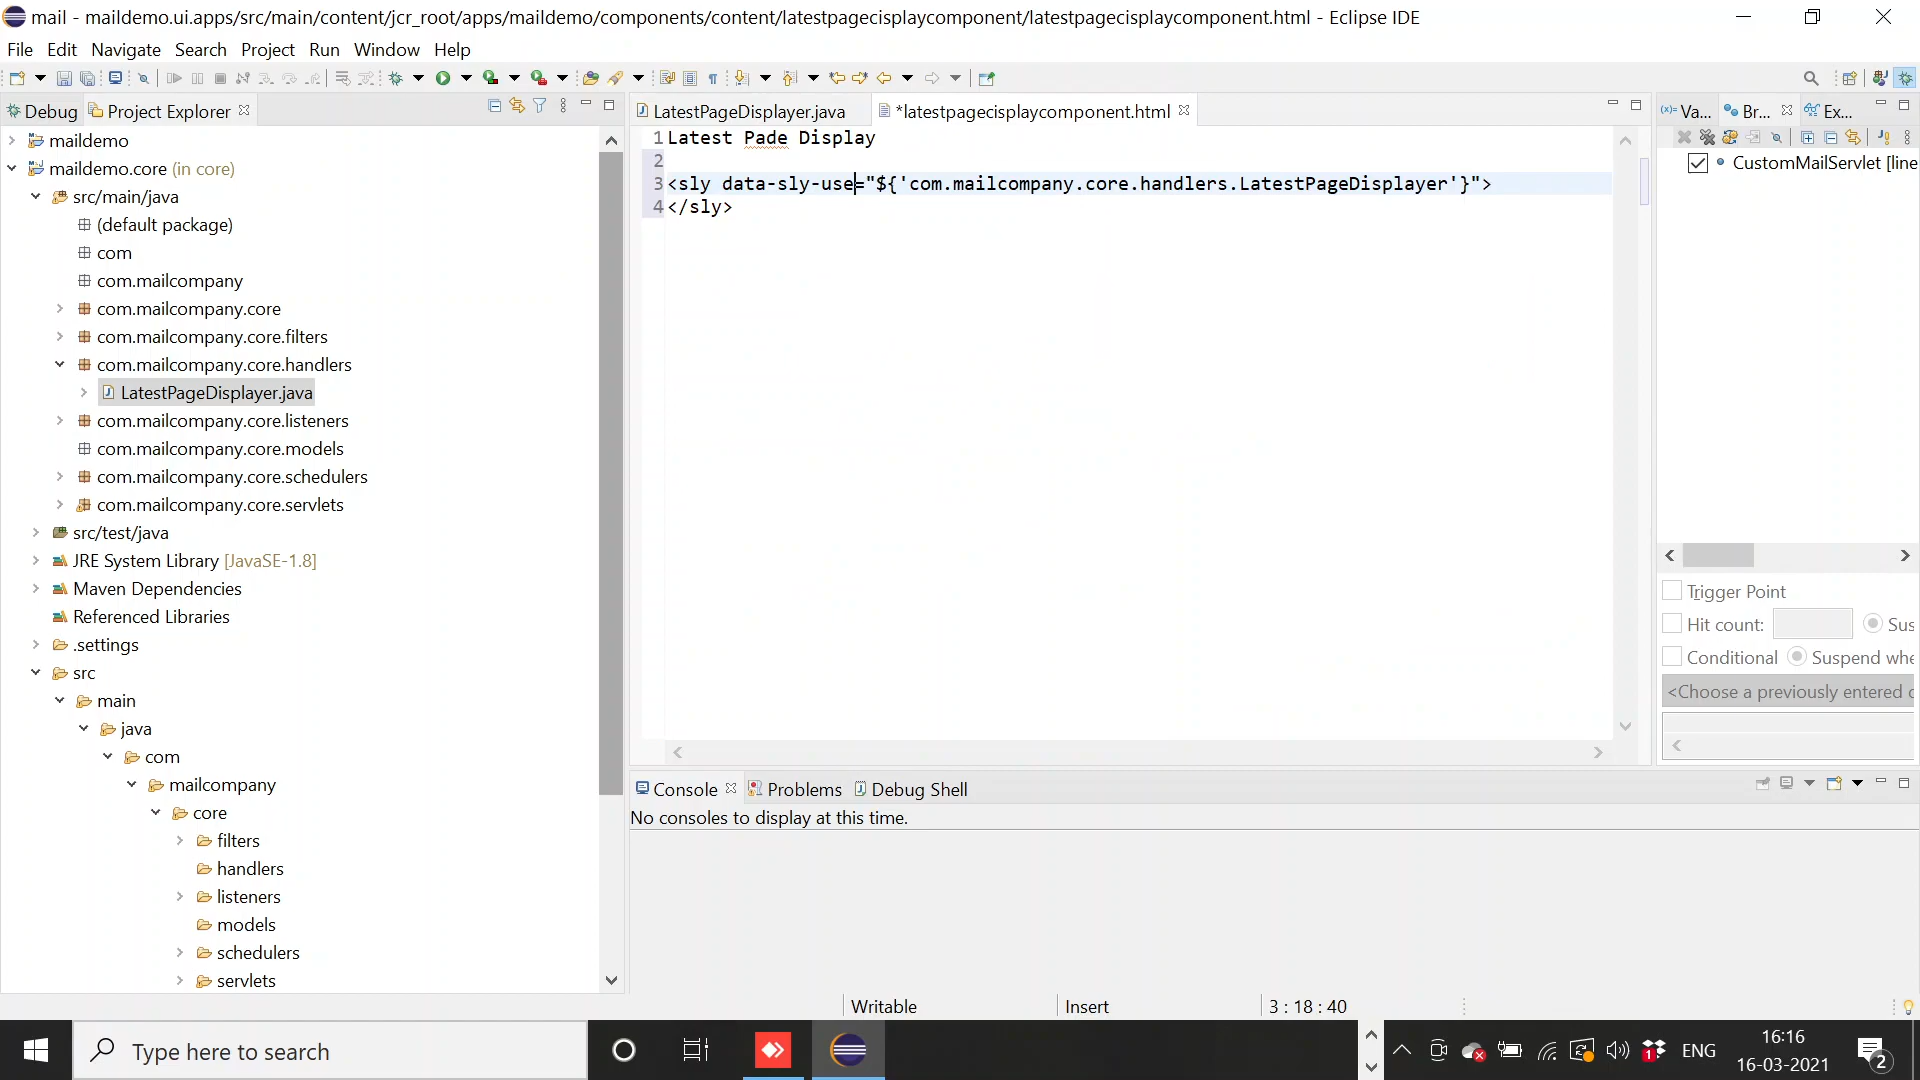 mail - maildemo.ui.apps/src/main/content/jcr_root/apps/maildemo/components/content/latestpagecisplaycomponent/latestpagecisplaycomponent.html - Eclipse IDE
File Edit Navigate Search Project Run Window Help
Debug Project Explorer
maildemo
maildemo.core (in core)
src/main/java
(default package)
com
com.mailcompany
com.mailcompany.core
com.mailcompany.core.filters
com.mailcompany.core.handlers
LatestPageDisplayer.java
com.mailcompany.core.listeners
com.mailcompany.core.models
com.mailcompany.core.schedulers
com.mailcompany.core.servlets
src/test/java
JRE System Library [JavaSE-1.8]
Maven Dependencies
Referenced Libraries
.settings
src
main
java
com
mailcompany
core
filters
handlers
listeners
models
schedulers
servlets
LatestPageDisplayer.java *latestpagecisplaycomponent.html
1 Latest Pade Display
2
3 <sly data-sly-use="${'com.mailcompany.core.handlers.LatestPageDisplayer'}">
4 </sly>
Va... Br... Ex...
CustomMailServlet [line
Trigger Point
Hit count: Sus
Conditional Suspend whe
<Choose a previously entered c
Console Problems Debug Shell
No consoles to display at this time.
Writable Insert 3 : 18 : 40
Type here to search
1
ENG
16:16
16-03-2021
2